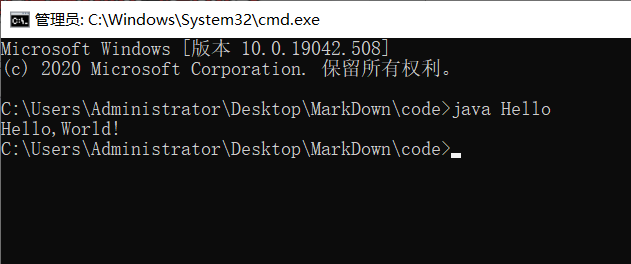 管理员: C:\Windows\System32\cmd.exe
Microsoft Windows [版本 10.0.19042.508]
(c) 2020 Microsoft Corporation. 保留所有权利。
C:\Users\Administrator\Desktop\MarkDown\code>java Hello
Hello,World!
C:\Users\Administrator\Desktop\MarkDown\code>